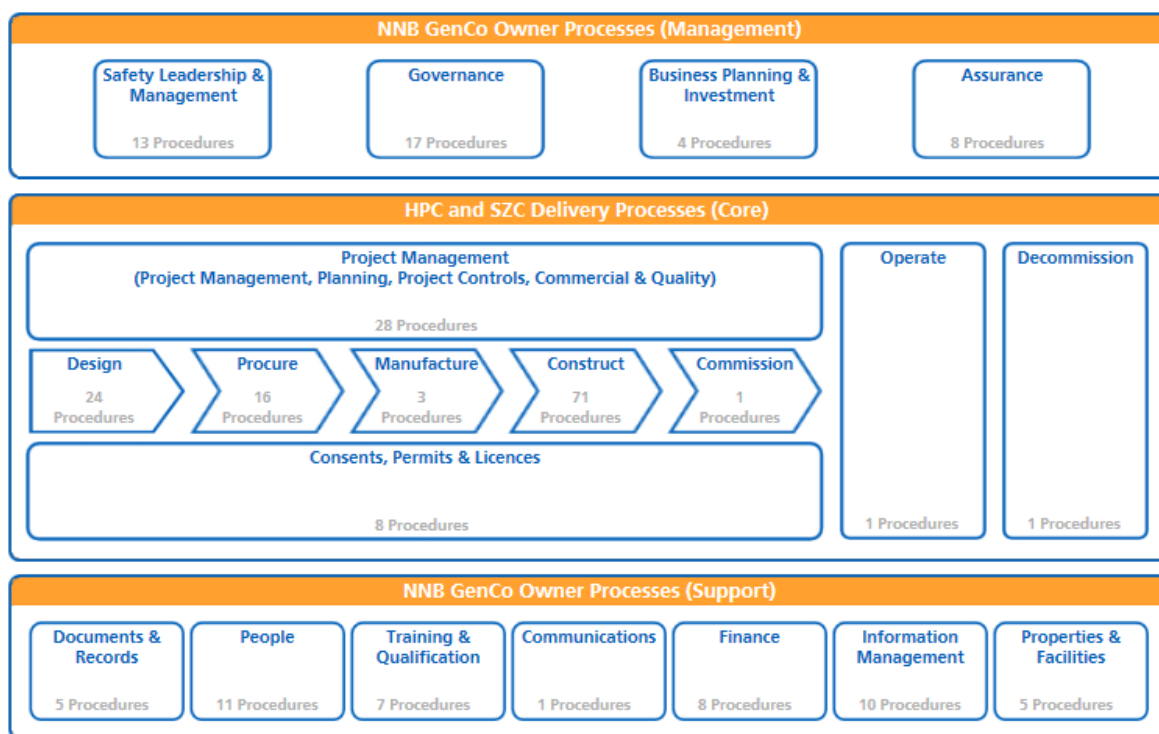 NNB GenCo Owner Processes (Management)
Safety Leadership &
Management
13 Procedures
Governance
17 Procedures
Business Planning &
Investment
4 Procedures
Assurance
8 Procedures
HPC and SZC Delivery Processes (Core)
Project Management
(Project Management, Planning, Project Controls, Commercial & Quality)
28 Procedures
Design
24
Procedures
Procure
16
Procedures
Manufacture
3
Procedures
Construct
71
Procedures
Commission
1
Procedures
Consents, Permits & Licences
8 Procedures
Operate
1 Procedures
Decommission
1 Procedures
NNB GenCo Owner Processes (Support)
Documents &
Records
5 Procedures
People
11 Procedures
Training &
Qualification
7 Procedures
Communications
1 Procedures
Finance
8 Procedures
Information
Management
10 Procedures
Properties &
Facilities
5 Procedures